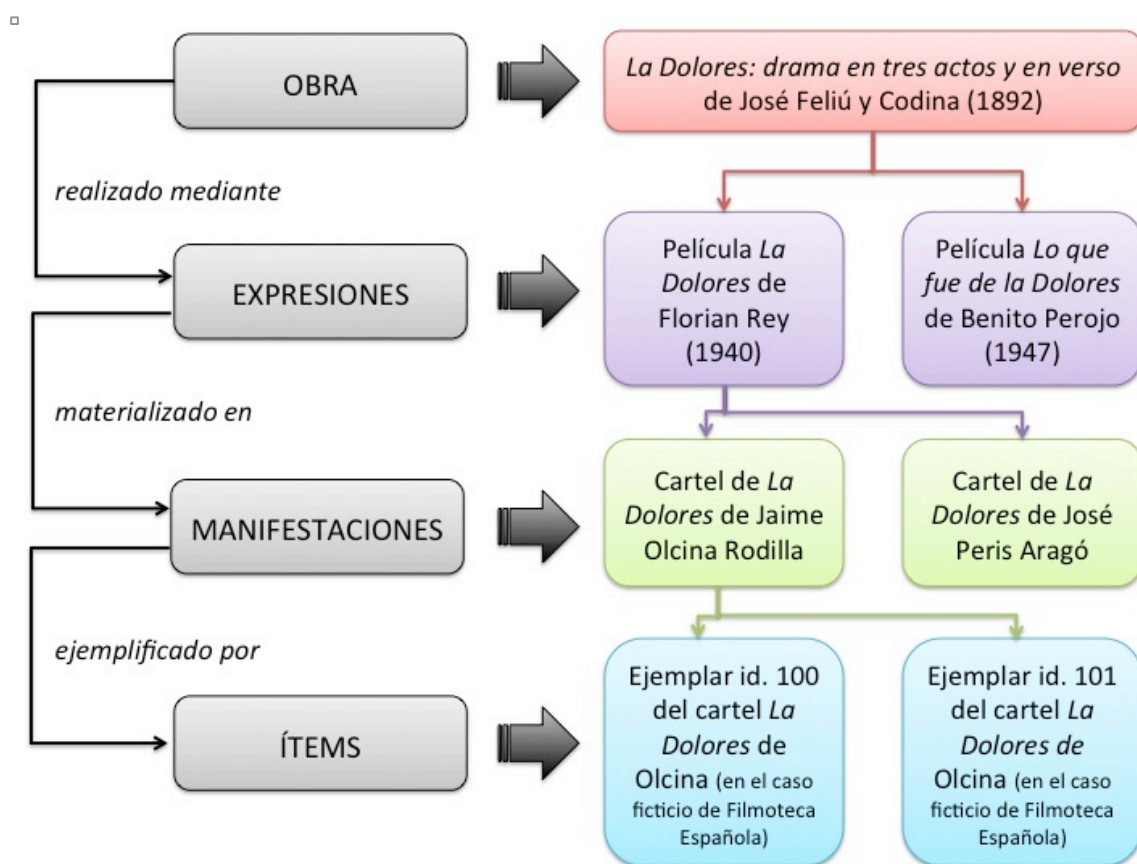 OBRA
La Dolores: drama en tres actos y en verso
de José Feliú y Codina (1892)
realizado mediante
EXPRESIONES
Película La
Dolores de
Florian Rey
(1940)
Película Lo que
fue de la Dolores
de Benito Perojo
(1947)
materializado en
MANIFESTACIONES
Cartel de La
Dolores de Jaime
Olcina Rodilla
Cartel de La
Dolores de José
Peris Aragó
ejemplificado por
ÍTEMS
Ejemplar id. 100
del cartel La
Dolores de
Olcina (en el caso
ficticio de Filmoteca
Española)
Ejemplar id. 101
del cartel La
Dolores de
Olcina (en el caso
ficticio de Filmoteca
Española)